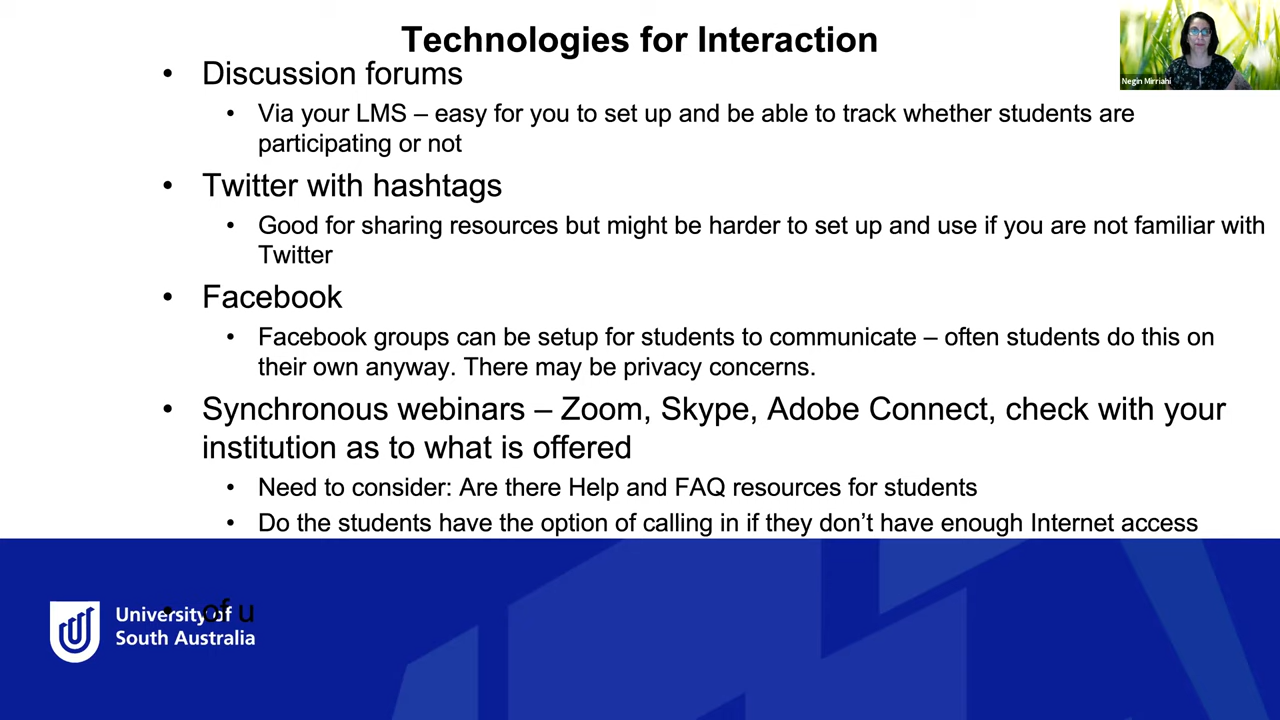 Technologies for Interaction
Negin Mirriahi
• Discussion forums
• Via your LMS – easy for you to set up and be able to track whether students are
participating or not
• Twitter with hashtags
• Good for sharing resources but might be harder to set up and use if you are not familiar with
Twitter
• Facebook
• Facebook groups can be setup for students to communicate – often students do this on
their own anyway. There may be privacy concerns.
• Synchronous webinars – Zoom, Skype, Adobe Connect, check with your
institution as to what is offered
• Need to consider: Are there Help and FAQ resources for students
• Do the students have the option of calling in if they don’t have enough Internet access
• of u
University of
South Australia